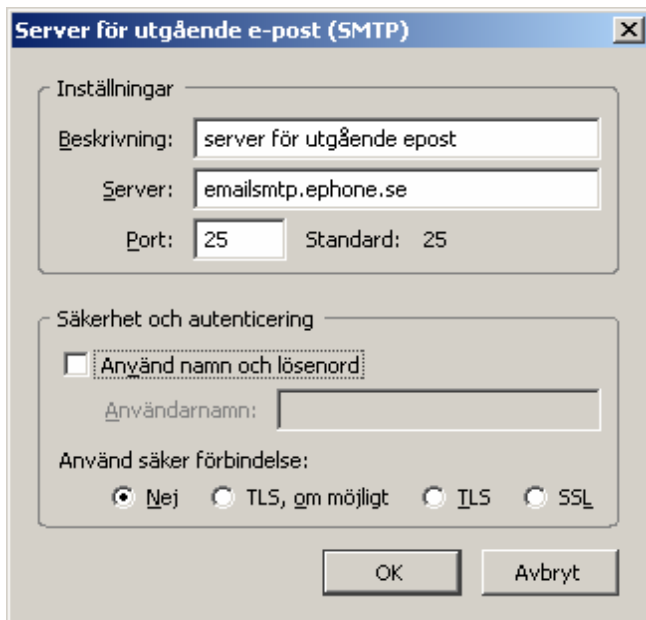 Server för utgående e-post (SMTP)
Inställningar
Beskrivning: server för utgående epost
Server: emailsmtp.ephone.se
Port: 25 Standard: 25
Säkerhet och autenticering
Använd namn och lösenord
Användarnamn:
Använd säker förbindelse:
Nej TLS, om möjligt TLS SSL
OK Avbryt